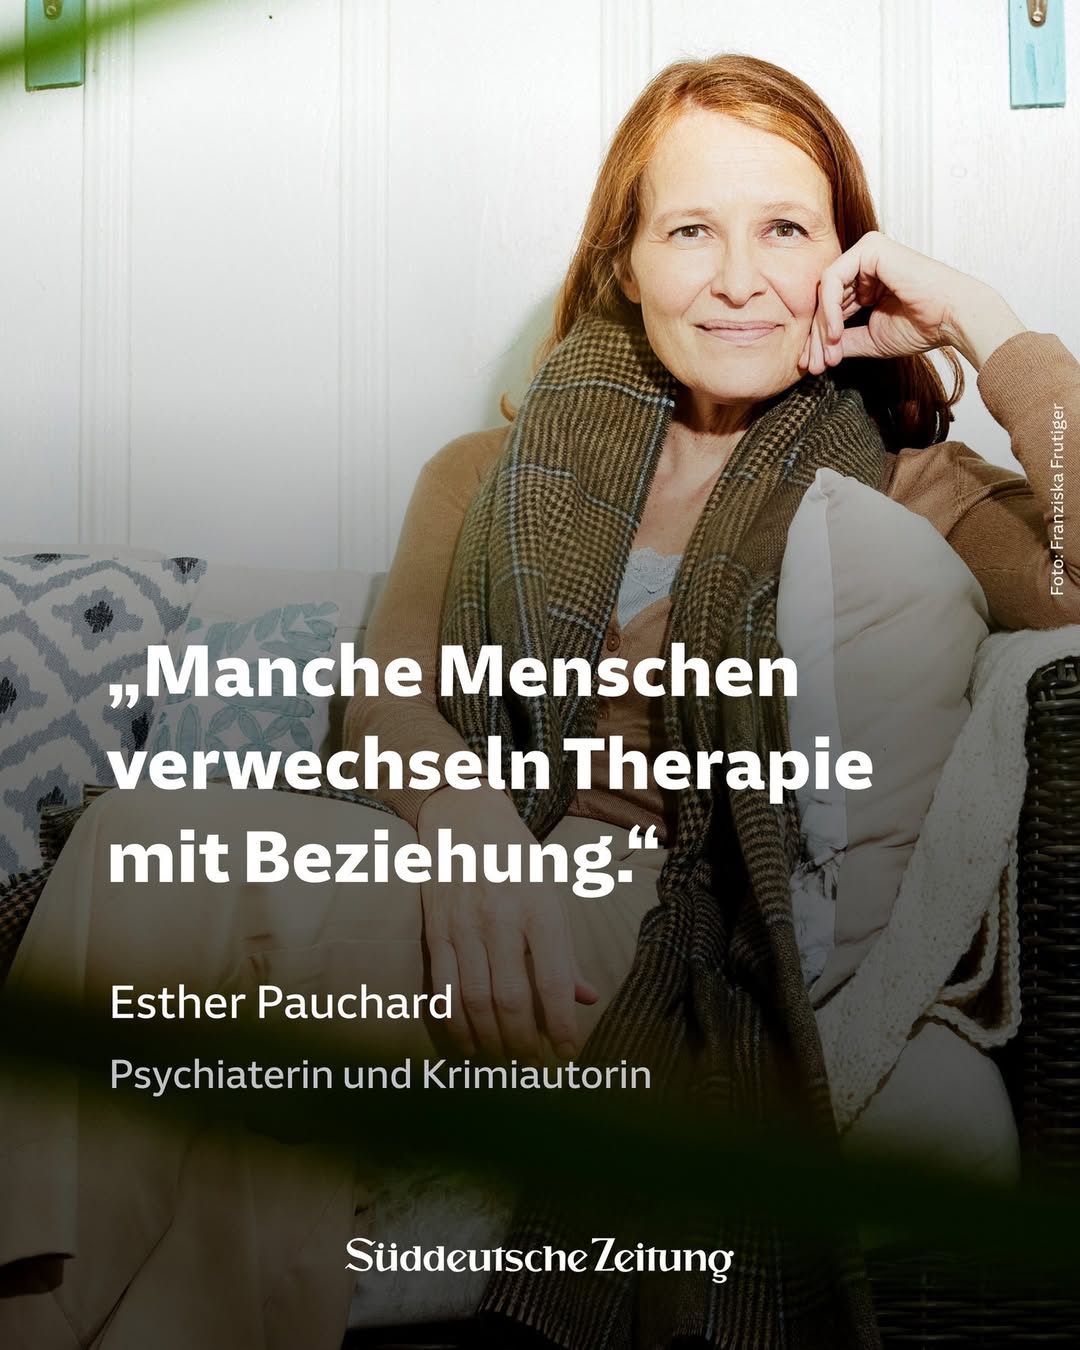 „Manche Menschen
verwechseln Therapie
mit Beziehung.“
Esther Pauchard
Psychiaterin und Krimiautorin
Foto: Franziska Frutiger
Süddeutsche Zeitung